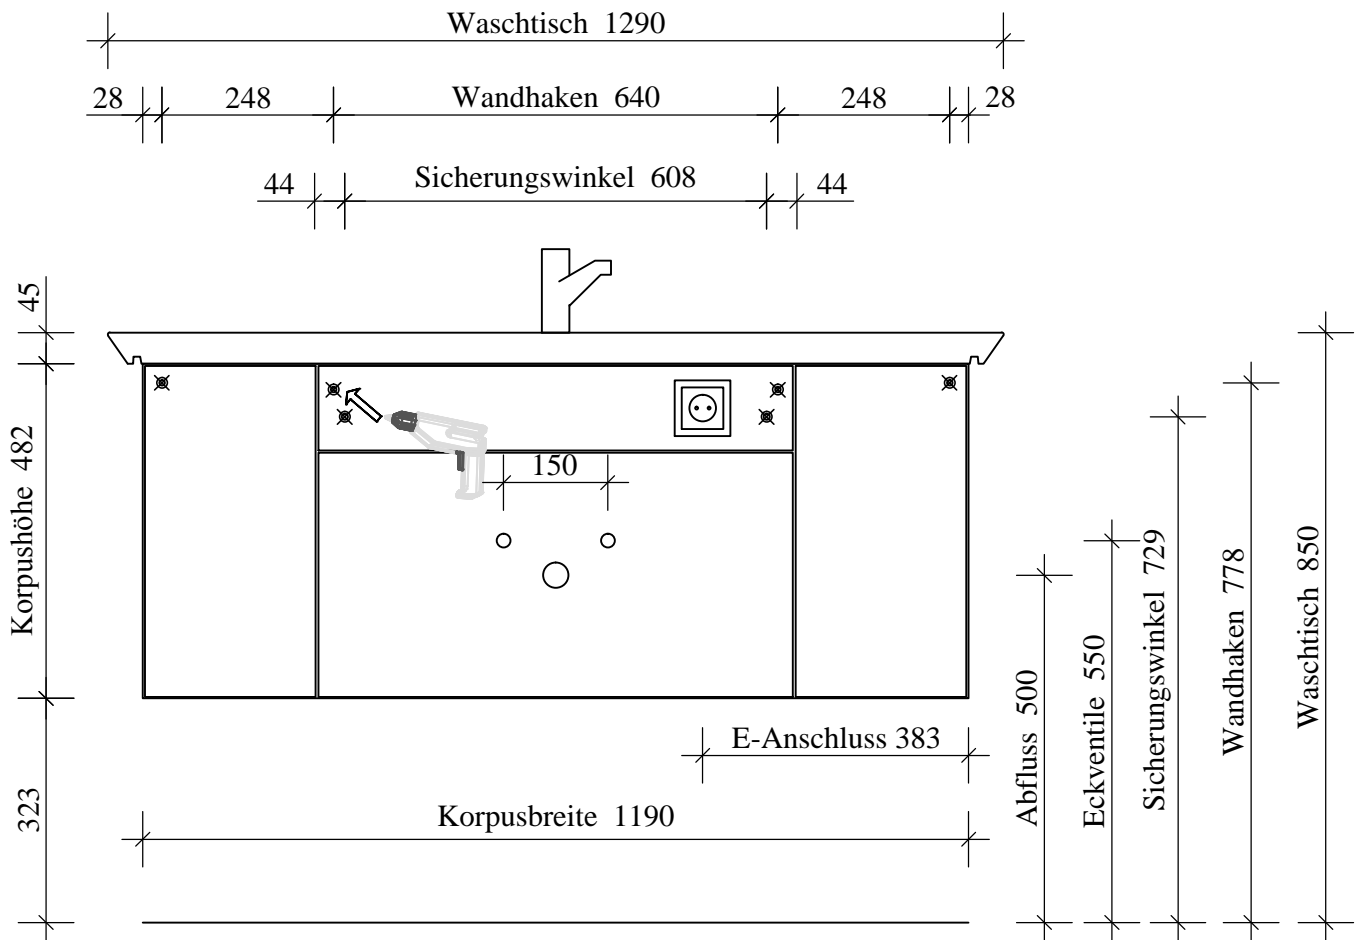 Waschtisch 1290
28 248 Wandhaken 640 248 28
44 Sicherungswinkel 608 44
45
Korpushöhe 482
323
150
E-Anschluss 383
Korpusbreite 1190
Abfluss 500
Eckventile 550
Sicherungswinkel 729
Wandhaken 778
Waschtisch 850